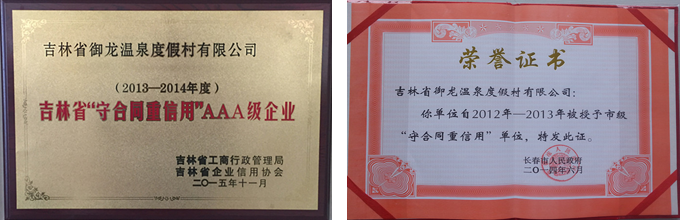 吉林省御龙温泉度假村有限公司
(2013—2014年度)
吉林省“守合同重信用”AAA级企业
吉林省工商行政管理局
吉林省企业信用协会
二〇一五年十一月
荣誉证书
吉林省御龙温泉度假村有限公司:
你单位自2012年—2013年被授予市级
“守合同重信用”单位,特发此证。
长春市人民政府
二〇一四年六月